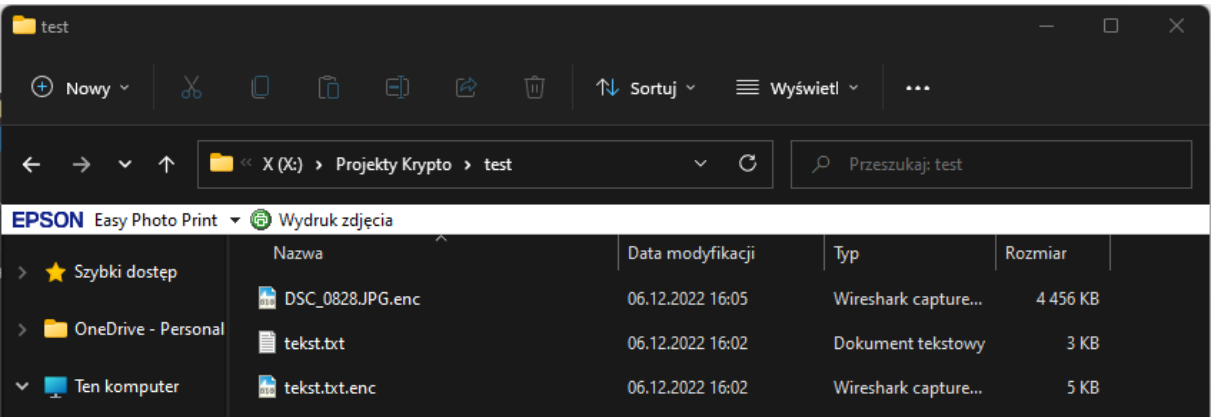 test
Nowy
Sortuj
Wyświetl
•••
« X (X:) > Projekty Krypto > test
Przeszukaj: test
EPSON Easy Photo Print Wydruk zdjęcia
Nazwa Data modyfikacji Typ Rozmiar
Szybki dostęp
DSC_0828.JPG.enc 06.12.2022 16:05 Wireshark capture... 4 456 KB
OneDrive - Personal
tekst.txt 06.12.2022 16:02 Dokument tekstowy 3 KB
Ten komputer
tekst.txt.enc 06.12.2022 16:02 Wireshark capture... 5 KB